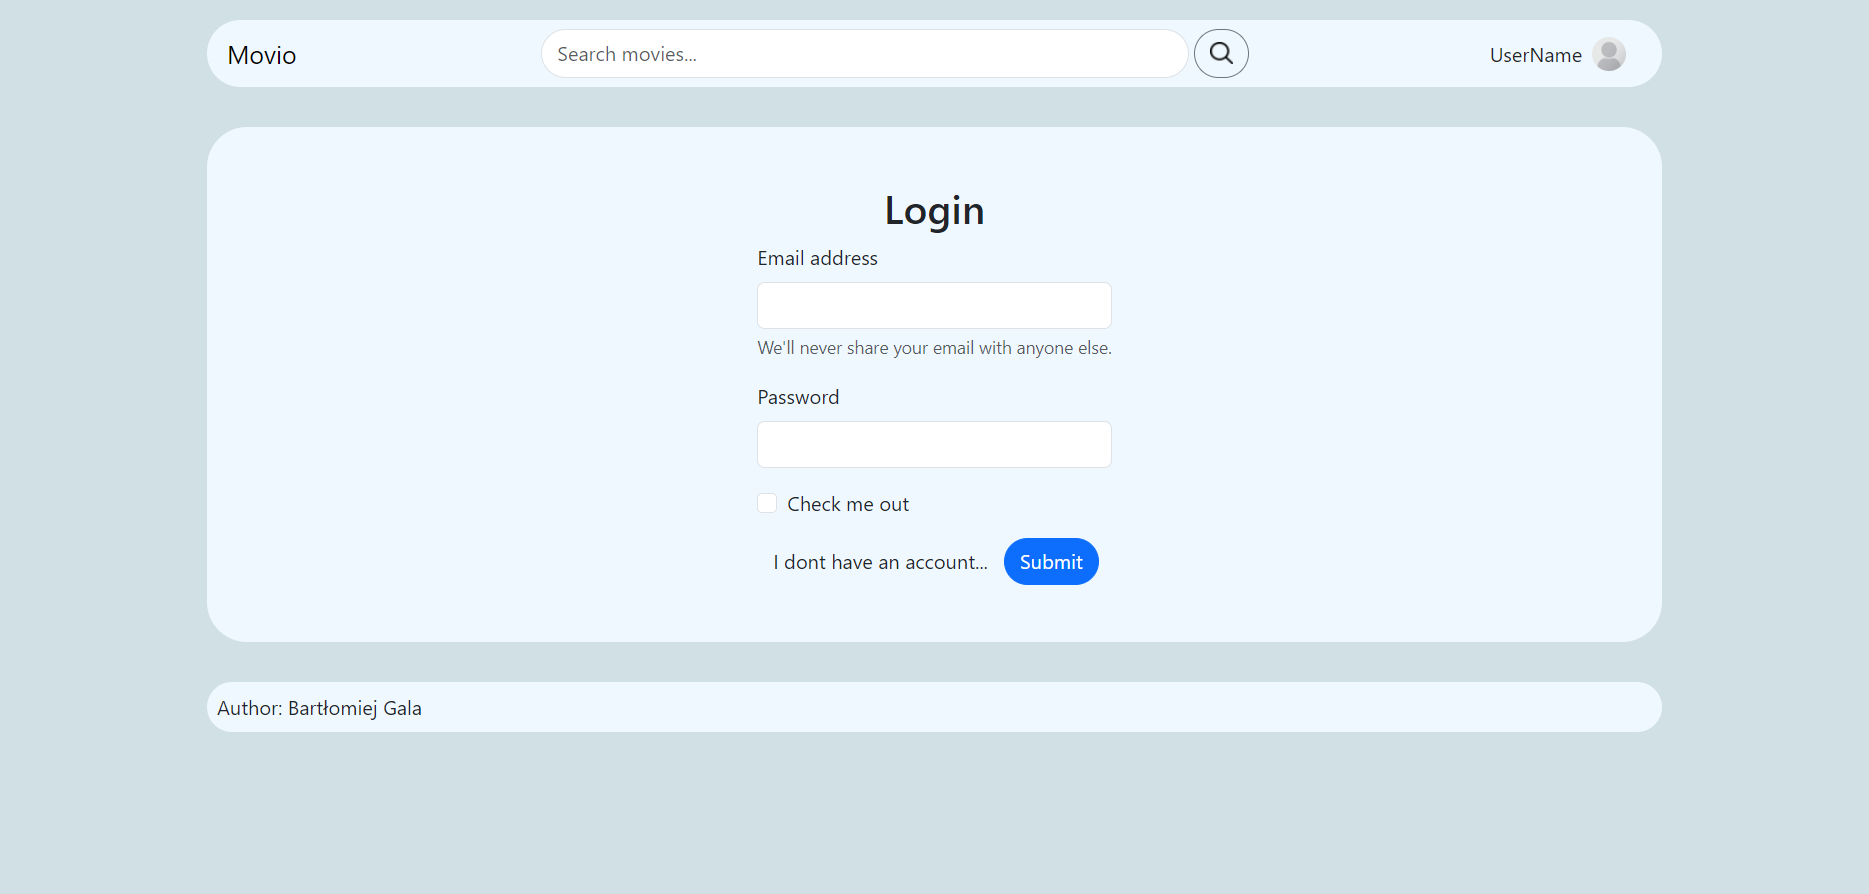 Movio
Search movies...
UserName
Login
Email address
We'll never share your email with anyone else.
Password
Check me out
I dont have an account...
Submit
Author: Bartłomiej Gala